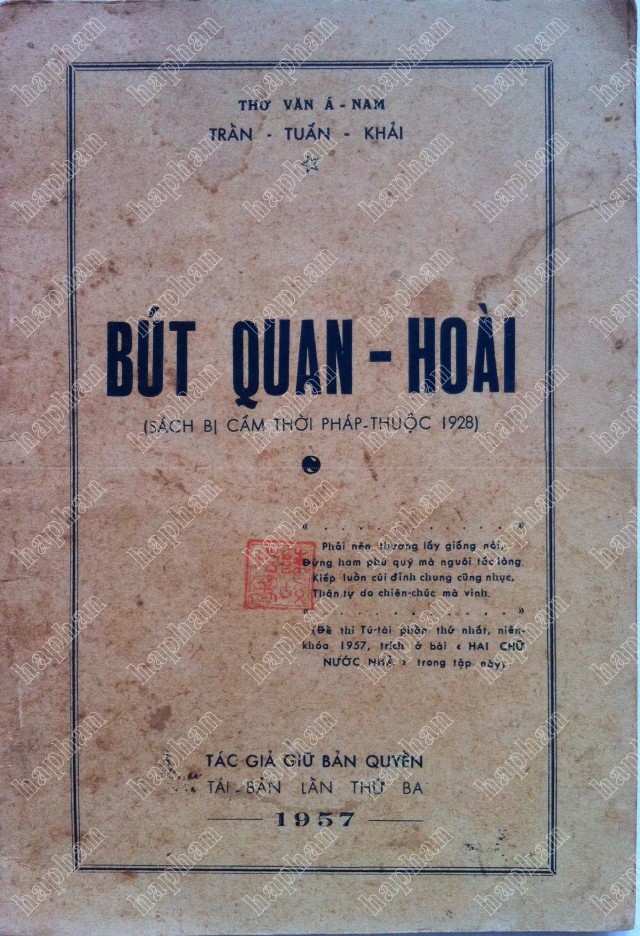 THƠ VĂN Á - NAM
TRẦN - TUẤN - KHẢI
BÚT QUAN - HOÀI
(SÁCH BỊ CẤM THỜI PHÁP-THUỘC 1928)
« . . . . . . . . . . . . »
Phải nên thương lấy giống nòi,
Đừng ham phú quý mà nguôi tấc lòng.
Kiếp luồn cúi đỉnh chung cũng nhục,
Thân tự do chiên-chúc mà vinh.
« . . . . . . . . . . . . »
(Đề thi Tú-tài phần thứ nhất, niên-
khóa 1957, trích ở bài « HAI CHỮ
NƯỚC NHÀ » trong tập này)
TÁC GIẢ GIỮ BẢN QUYỀN
TÁI BẢN LẦN THỨ BA
1957
haphan